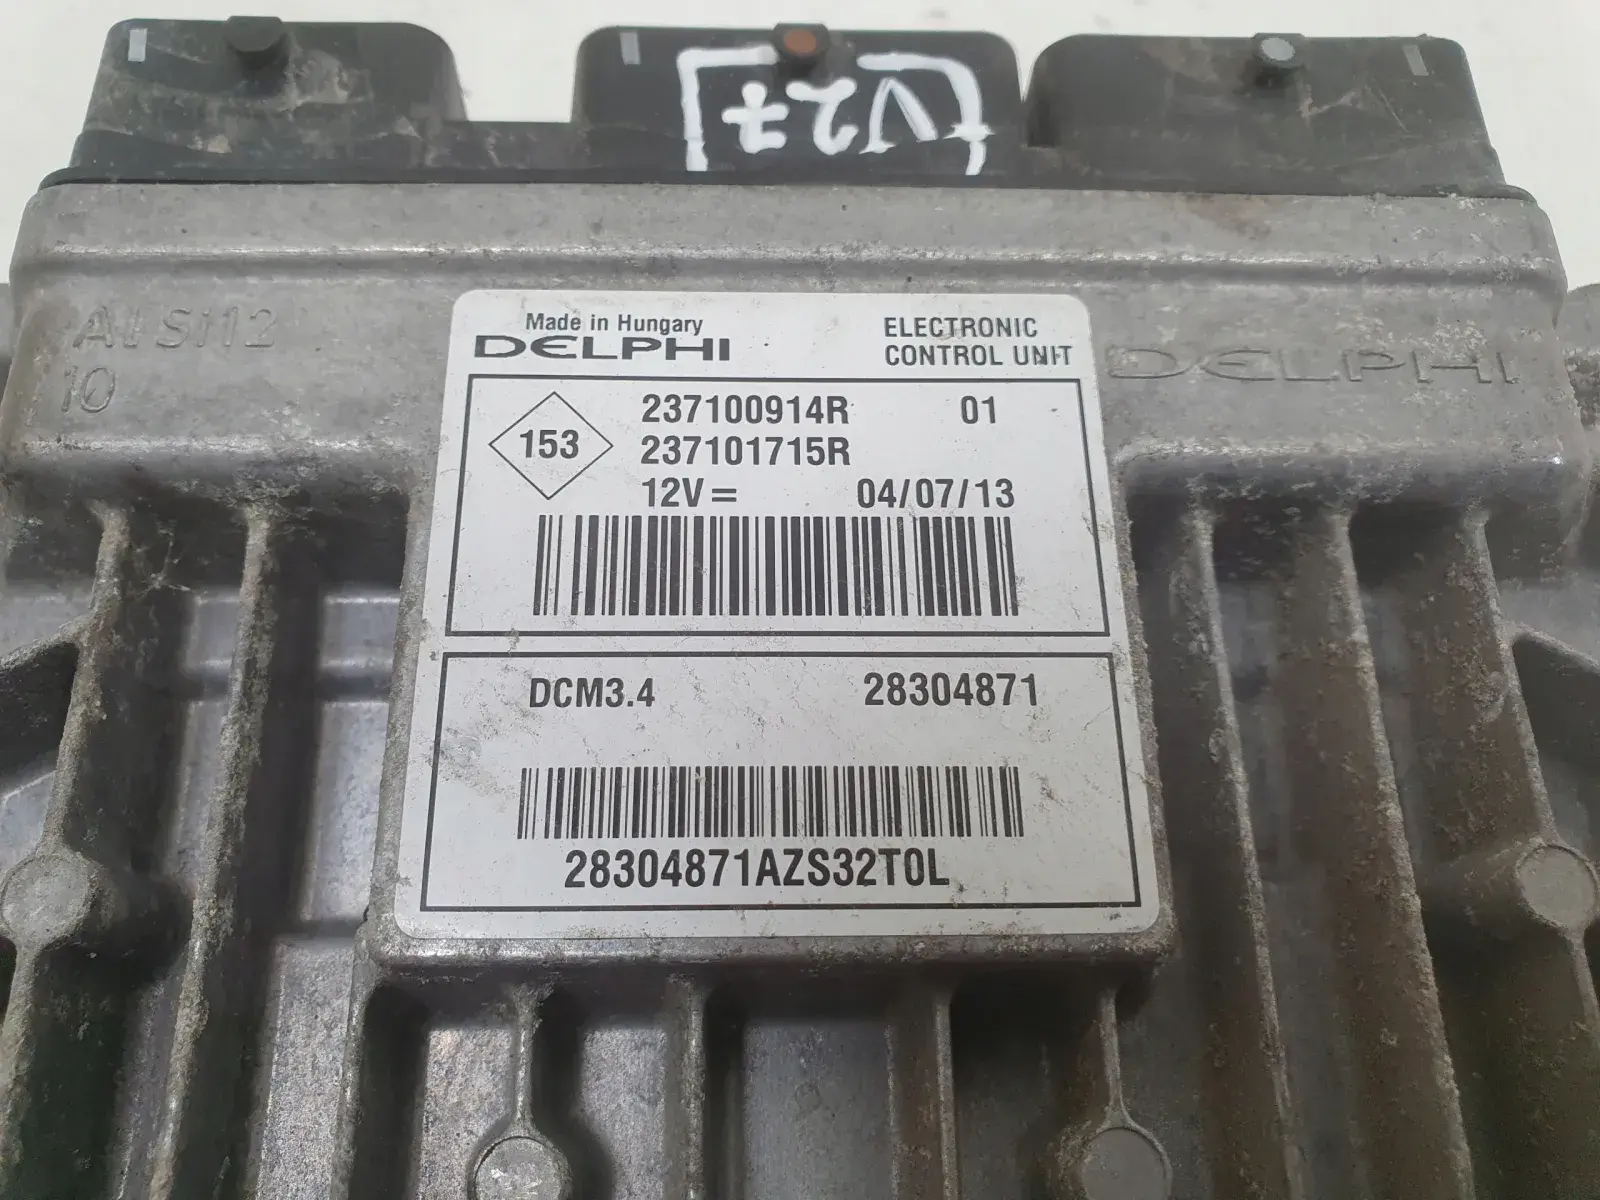 [V27]
AlSi12
10
DELPHI
Made in Hungary
DELPHI
ELECTRONIC
CONTROL UNIT
153
237100914R 01
237101715R
12V= 04/07/13
DCM3.4 28304871
28304871AZS32T0L